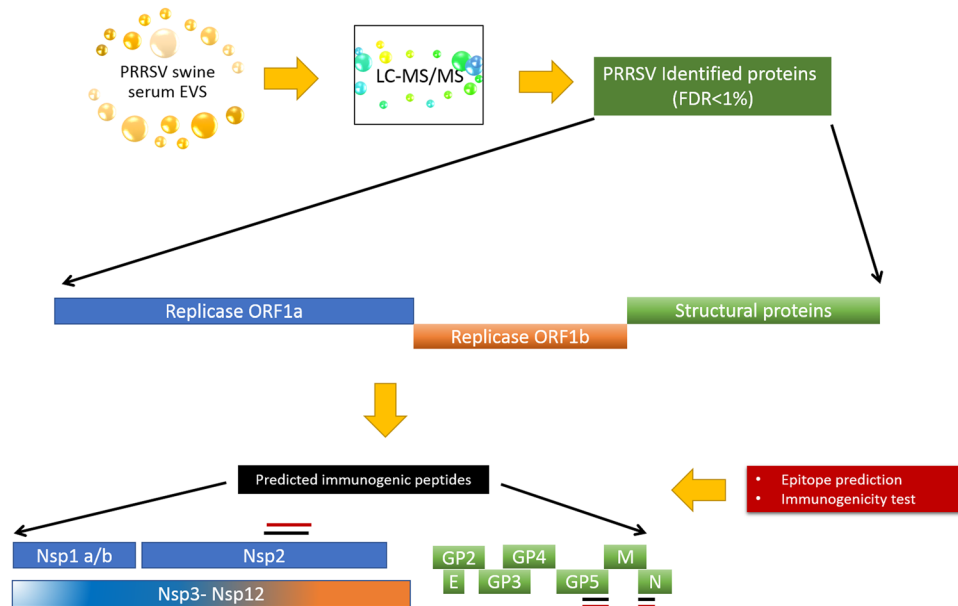 PRRSV swine
serum EVS
LC-MS/MS
PRRSV Identified proteins
(FDR<1%)
Replicase ORF1a
Structural proteins
Replicase ORF1b
Predicted immunogenic peptides
• Epitope prediction
• Immunogenicity test
Nsp1 a/b
Nsp2
GP2
GP4
M
E
GP3
GP5
N
Nsp3- Nsp12